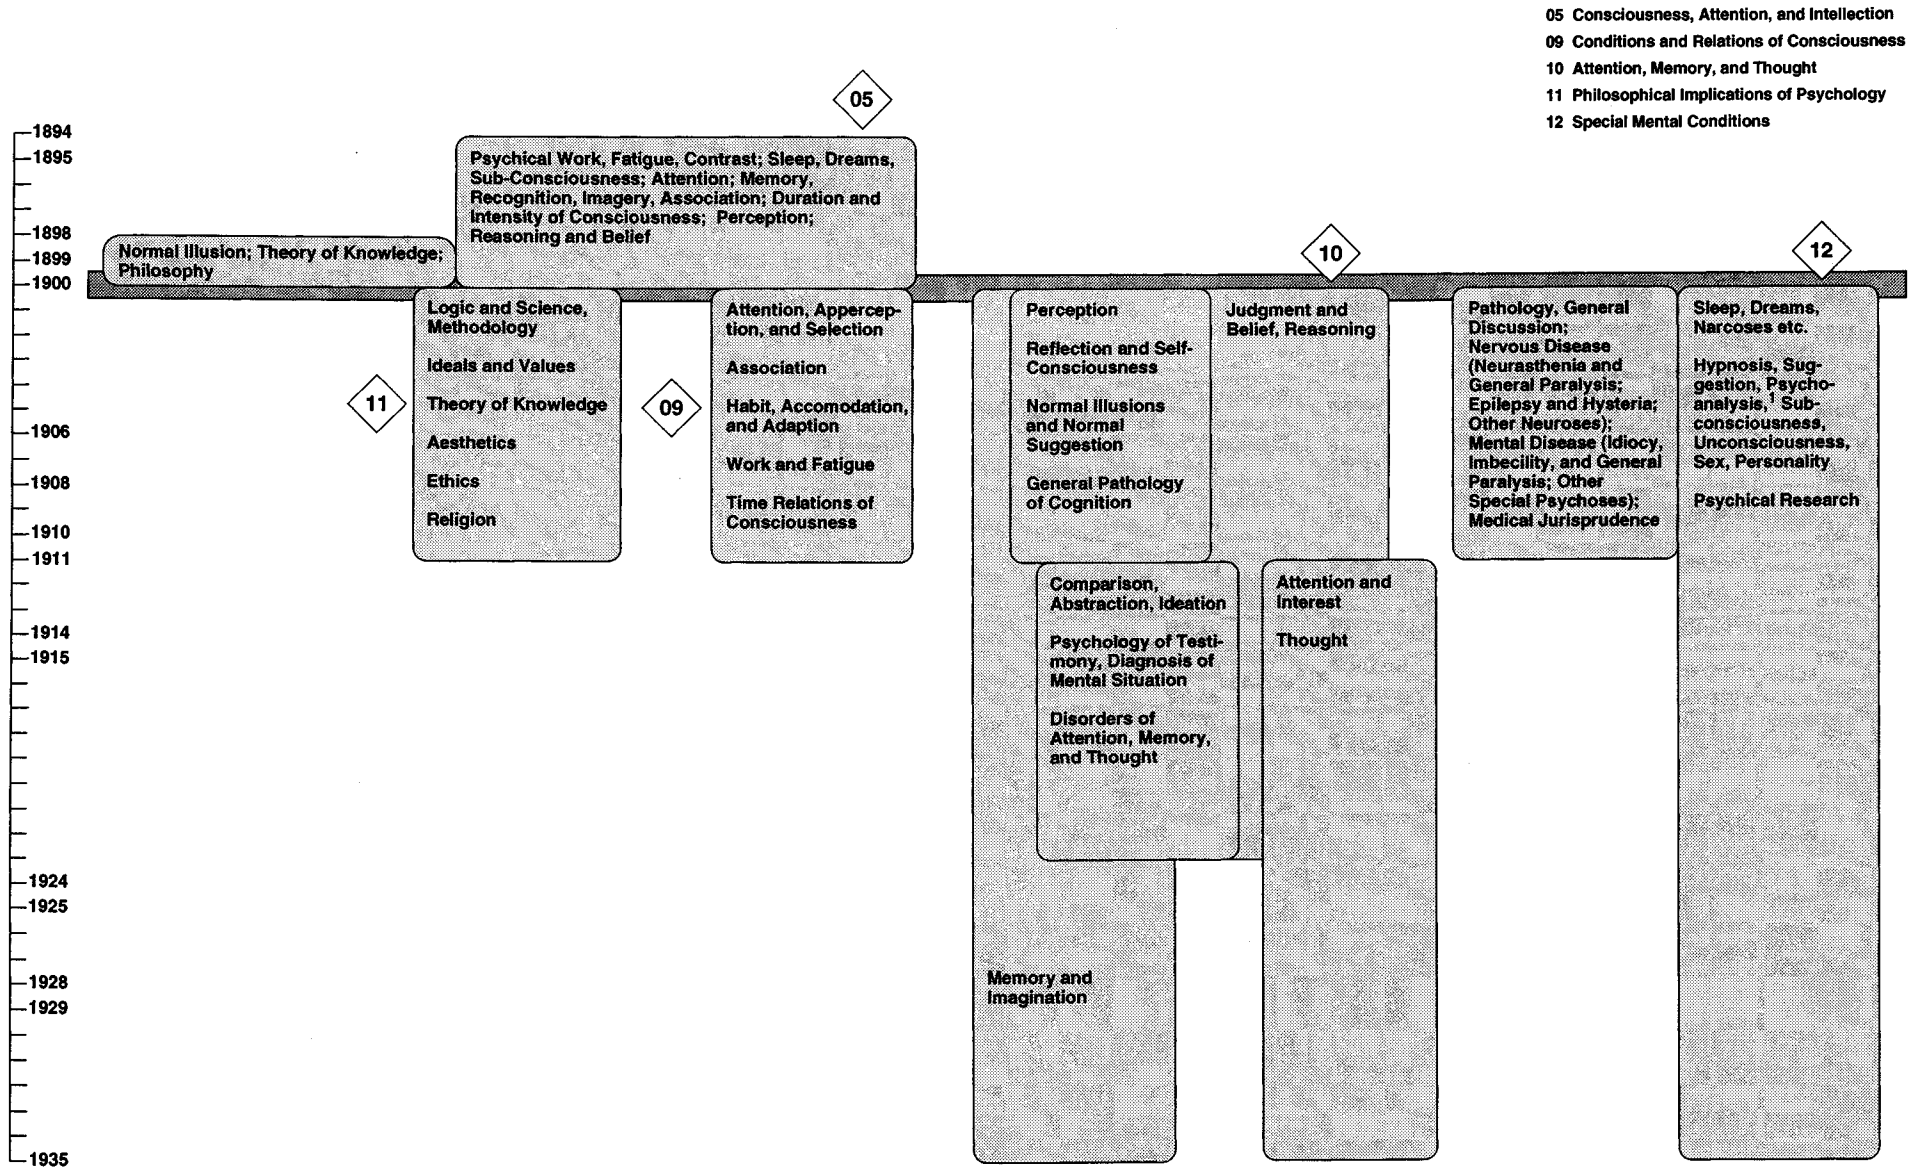 05 Consciousness, Attention, and Intellection
09 Conditions and Relations of Consciousness
10 Attention, Memory, and Thought
11 Philosophical Implications of Psychology
12 Special Mental Conditions
1894
1895
1898
1899
1900
1906
1908
1910
1911
1914
1915
1924
1925
1928
1929
1935
05
Psychical Work, Fatigue, Contrast; Sleep, Dreams,
Sub-Consciousness; Attention; Memory,
Recognition, Imagery, Association; Duration and
Intensity of Consciousness; Perception;
Reasoning and Belief
Normal Illusion; Theory of Knowledge;
Philosophy
11
Logic and Science,
Methodology
Ideals and Values
Theory of Knowledge
Aesthetics
Ethics
Religion
09
Attention, Appercep-
tion, and Selection
Association
Habit, Accomodation,
and Adaption
Work and Fatigue
Time Relations of
Consciousness
10
Perception
Reflection and Self-
Consciousness
Normal Illusions
and Normal
Suggestion
General Pathology
of Cognition
Judgment and
Belief, Reasoning
Comparison,
Abstraction, Ideation
Psychology of Testi-
mony, Diagnosis of
Mental Situation
Disorders of
Attention, Memory,
and Thought
Attention and
Interest
Thought
Memory and
Imagination
Pathology, General
Discussion;
Nervous Disease
(Neurasthenia and
General Paralysis;
Epilepsy and Hysteria;
Other Neuroses);
Mental Disease (Idiocy,
Imbecility, and General
Paralysis; Other
Special Psychoses);
Medical Jurisprudence
12
Sleep, Dreams,
Narcoses etc.
Hypnosis, Sug-
gestion, Psycho-
analysis,1 Sub-
consciousness,
Unconsciousness,
Sex, Personality
Psychical Research